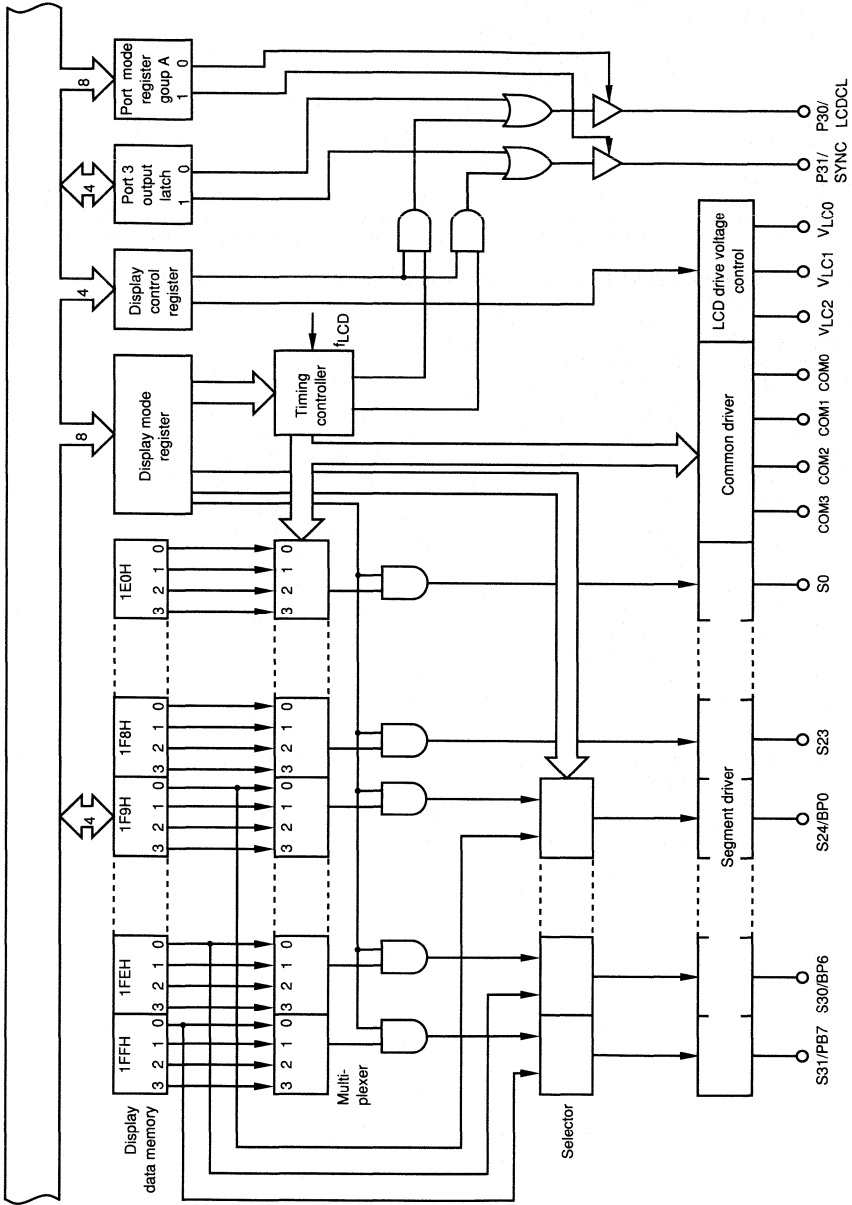 8
4
4
8
4
Port mode
register
goup A
1 0
Port 3
output
latch
1 0
Display
control
register
Display mode
register
fLCD
Timing
controller
1E0H
3 2 1 0
1F8H
3 2 1 0
1F9H
3 2 1 0
1FEH
3 2 1 0
1FFH
3 2 1 0
Display
data memory
3 2 1 0
3 2 1 0
3 2 1 0
3 2 1 0
3 2 1 0
Multi-
plexer
Selector
LCD drive voltage
control
Common driver
Segment driver
P30/
LCDCL
P31/
SYNC
VLC0
VLC1
VLC2
COM0
COM1
COM2
COM3
S0
S23
S24/BP0
S30/BP6
S31/PB7